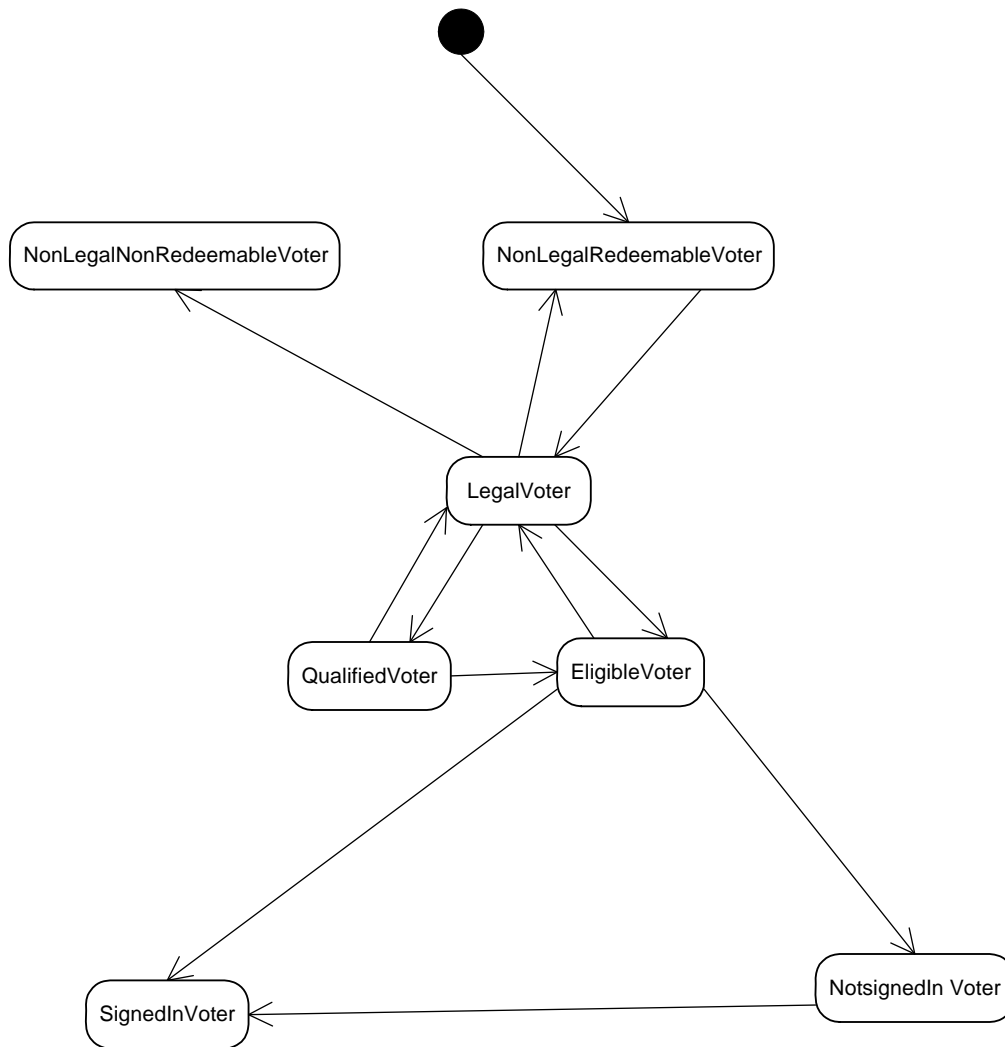 NonLegalNonRedeemableVoter
NonLegalRedeemableVoter
LegalVoter
QualifiedVoter
EligibleVoter
SignedInVoter
NotsignedIn Voter